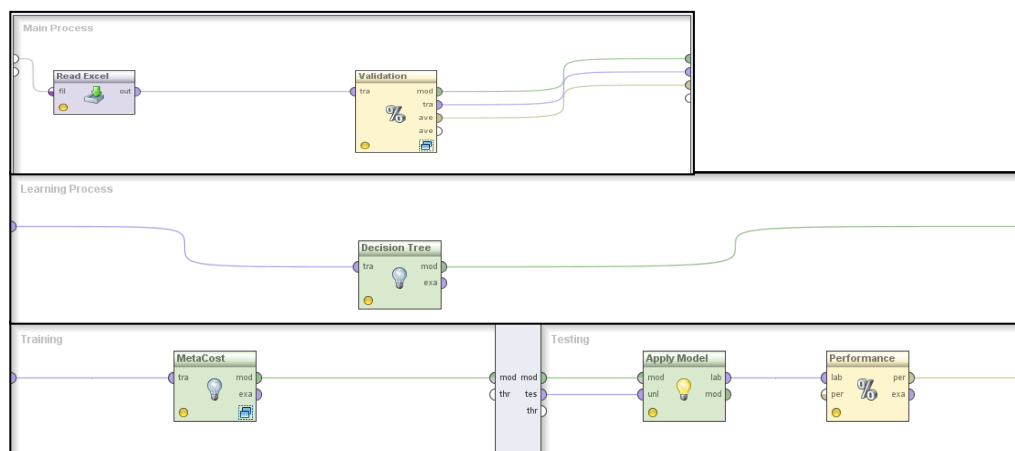 Main Process
Read Excel
fil out
Validation
tra mod
tra
ave
ave
Learning Process
Decision Tree
tra mod
exa
Training
MetaCost
tra mod
exa
mod mod
thr tes
thr
Testing
Apply Model
mod lab
unl mod
Performance
lab per
per exa